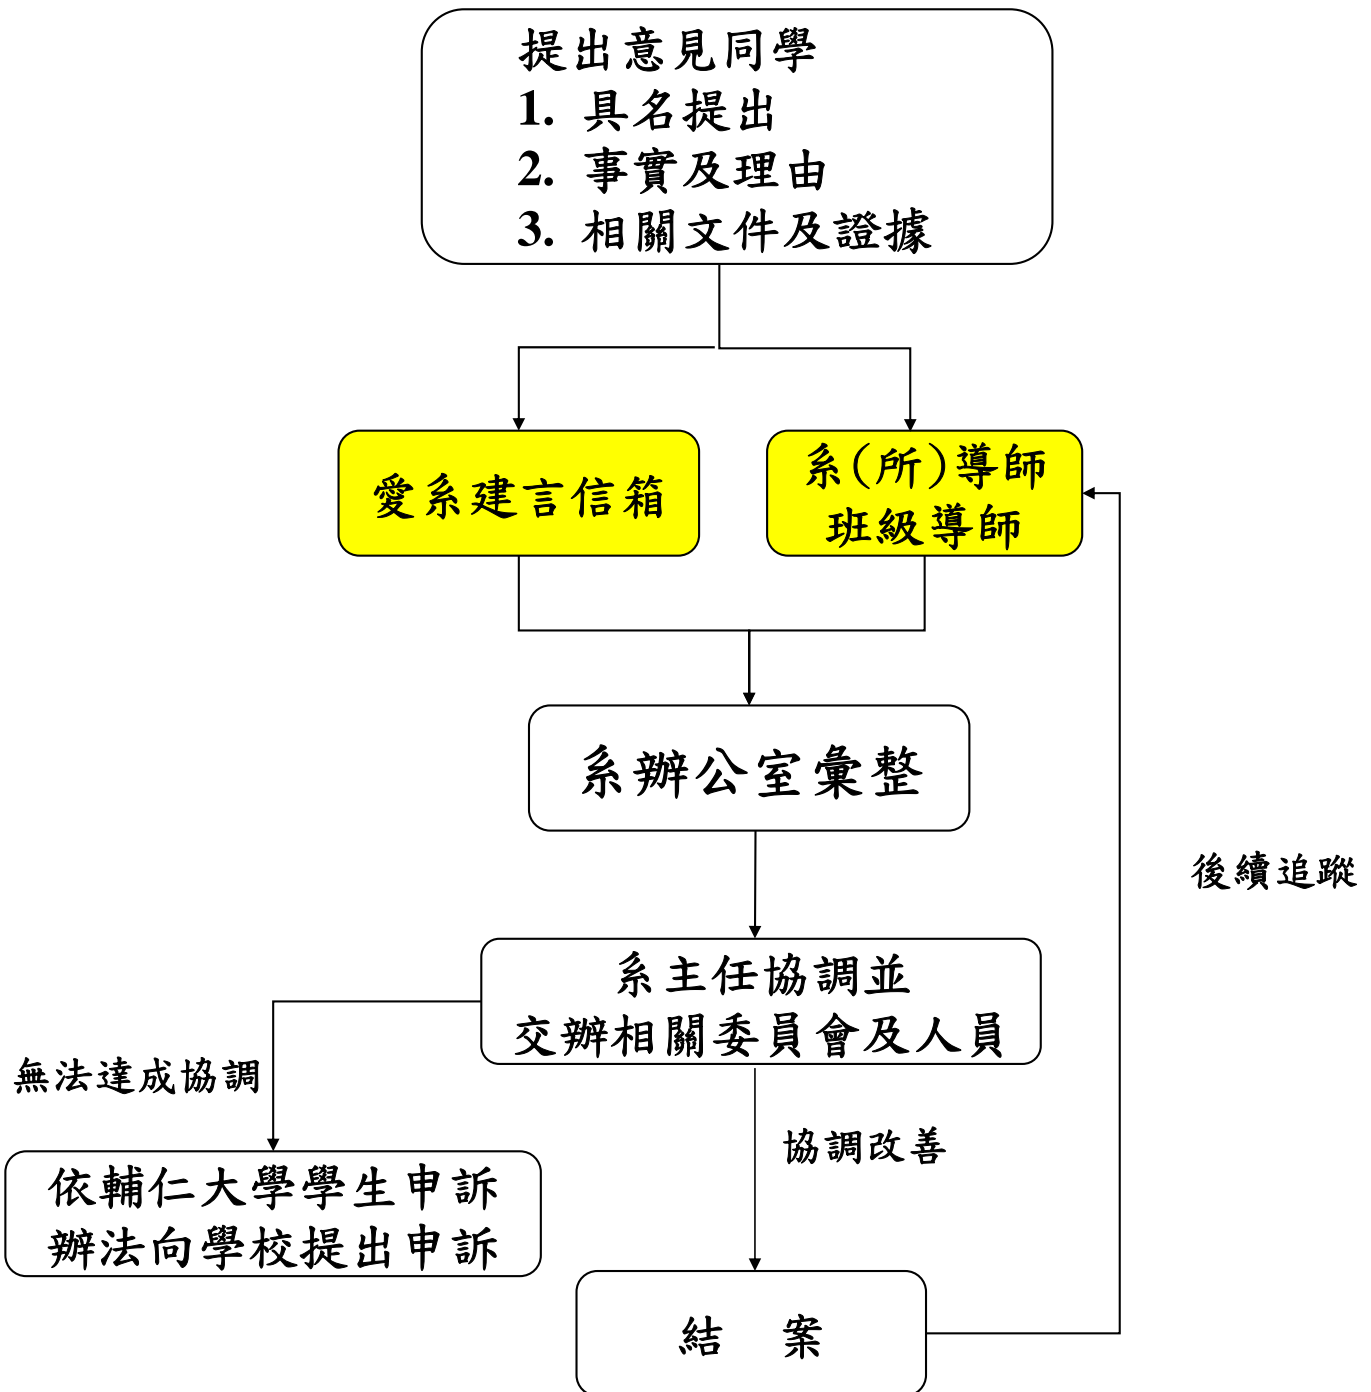 提出意見同學
1. 具名提出
2. 事實及理由
3. 相關文件及證據
愛系建言信箱
系(所)導師
班級導師
系辦公室彙整
後續追蹤
系主任協調並
交辦相關委員會及人員
無法達成協調
協調改善
依輔仁大學學生申訴
辦法向學校提出申訴
結 案